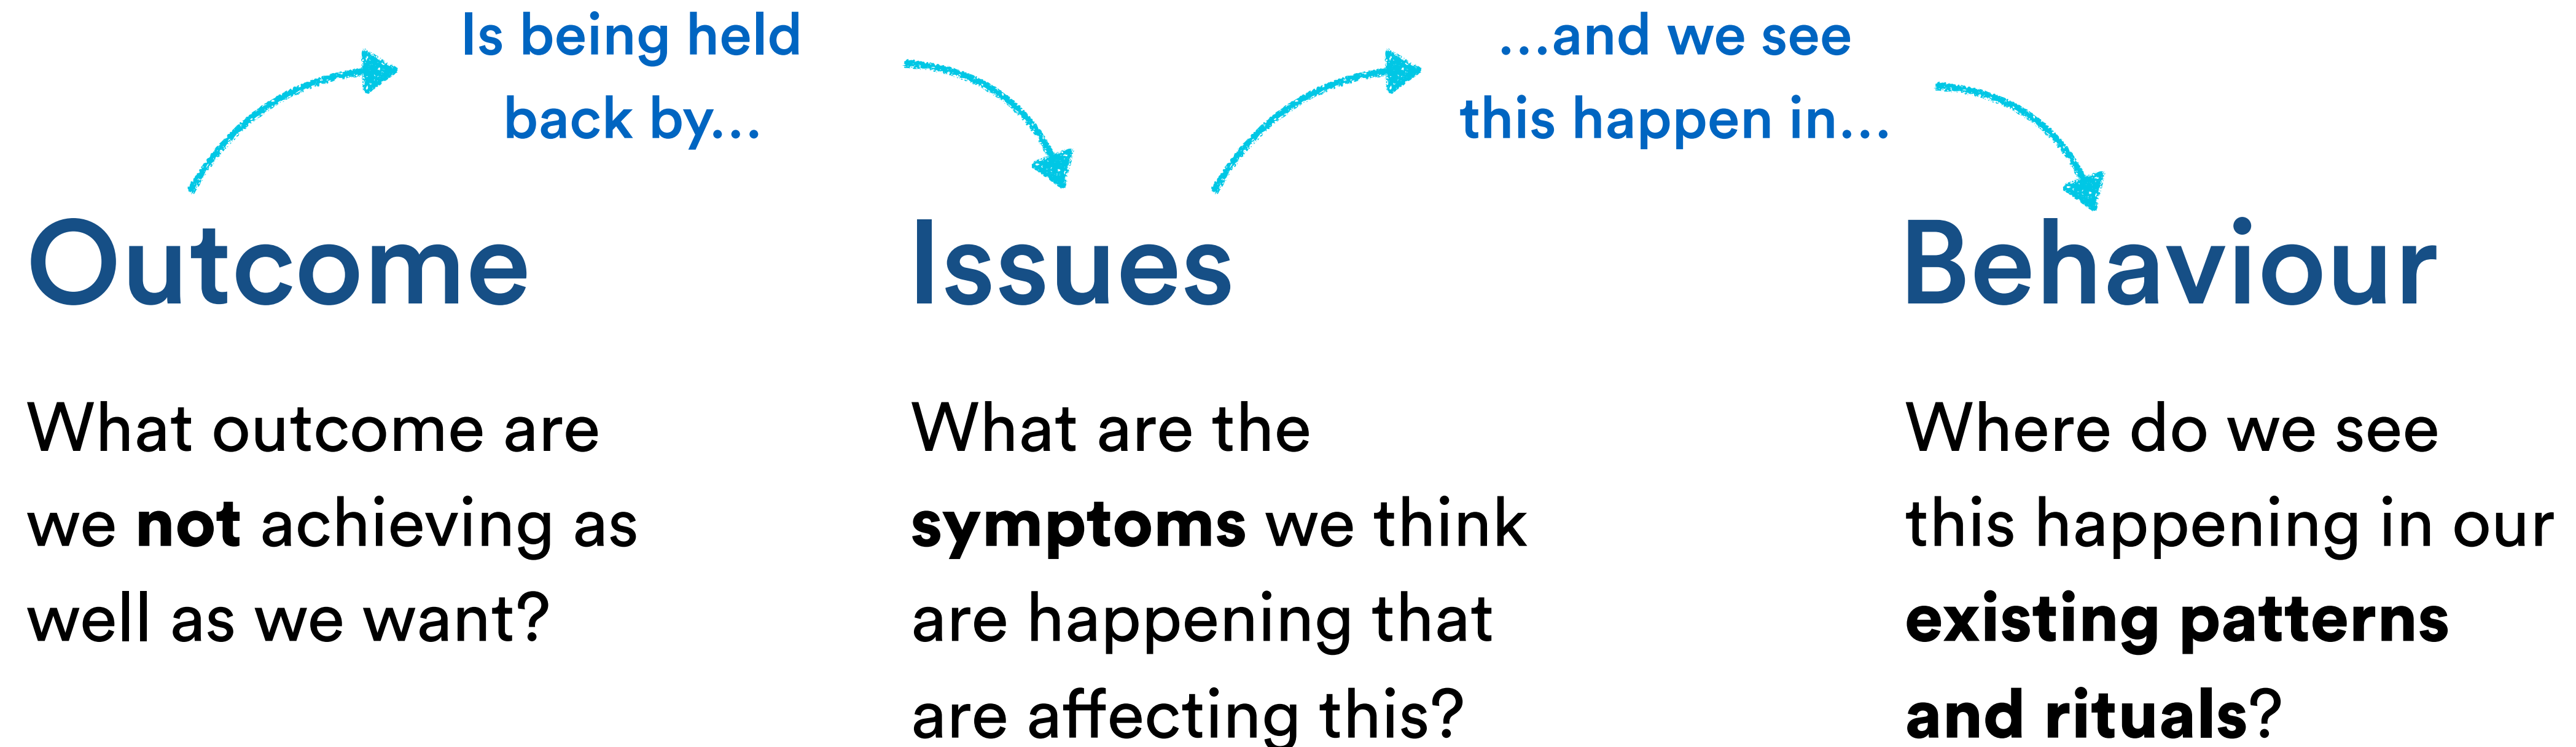 Is being held
back by...
...and we see
this happen in...
Outcome
What outcome are
we not achieving as
well as we want?
Issues
What are the
symptoms we think
are happening that
are affecting this?
Behaviour
Where do we see
this happening in our
existing patterns
and rituals?